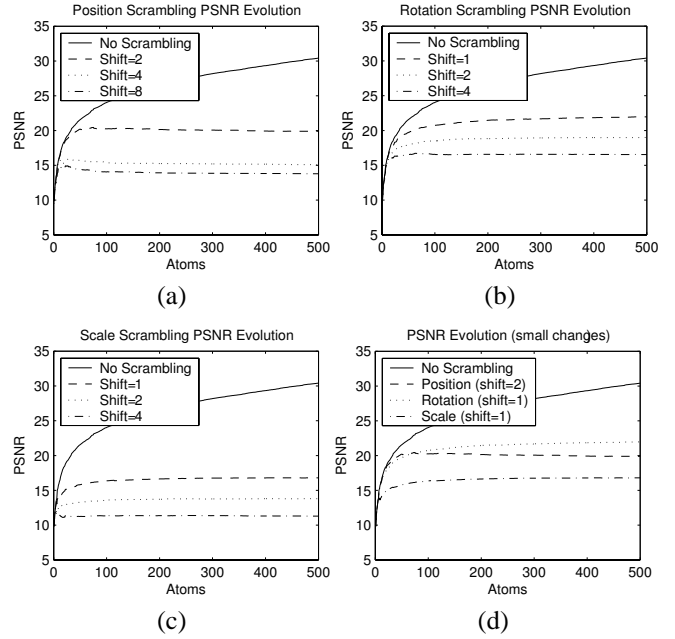 Position Scrambling PSNR Evolution
35
30
25
20
15
10
5
PSNR
No Scrambling
Shift=2
Shift=4
Shift=8
0 100 200 300 400 500
Atoms
(a)
Rotation Scrambling PSNR Evolution
35
30
25
20
15
10
5
PSNR
No Scrambling
Shift=1
Shift=2
Shift=4
0 100 200 300 400 500
Atoms
(b)
Scale Scrambling PSNR Evolution
35
30
25
20
15
10
5
PSNR
No Scrambling
Shift=1
Shift=2
Shift=4
0 100 200 300 400 500
Atoms
(c)
PSNR Evolution (small changes)
35
30
25
20
15
10
5
PSNR
No Scrambling
Position (shift=2)
Rotation (shift=1)
Scale (shift=1)
0 100 200 300 400 500
Atoms
(d)